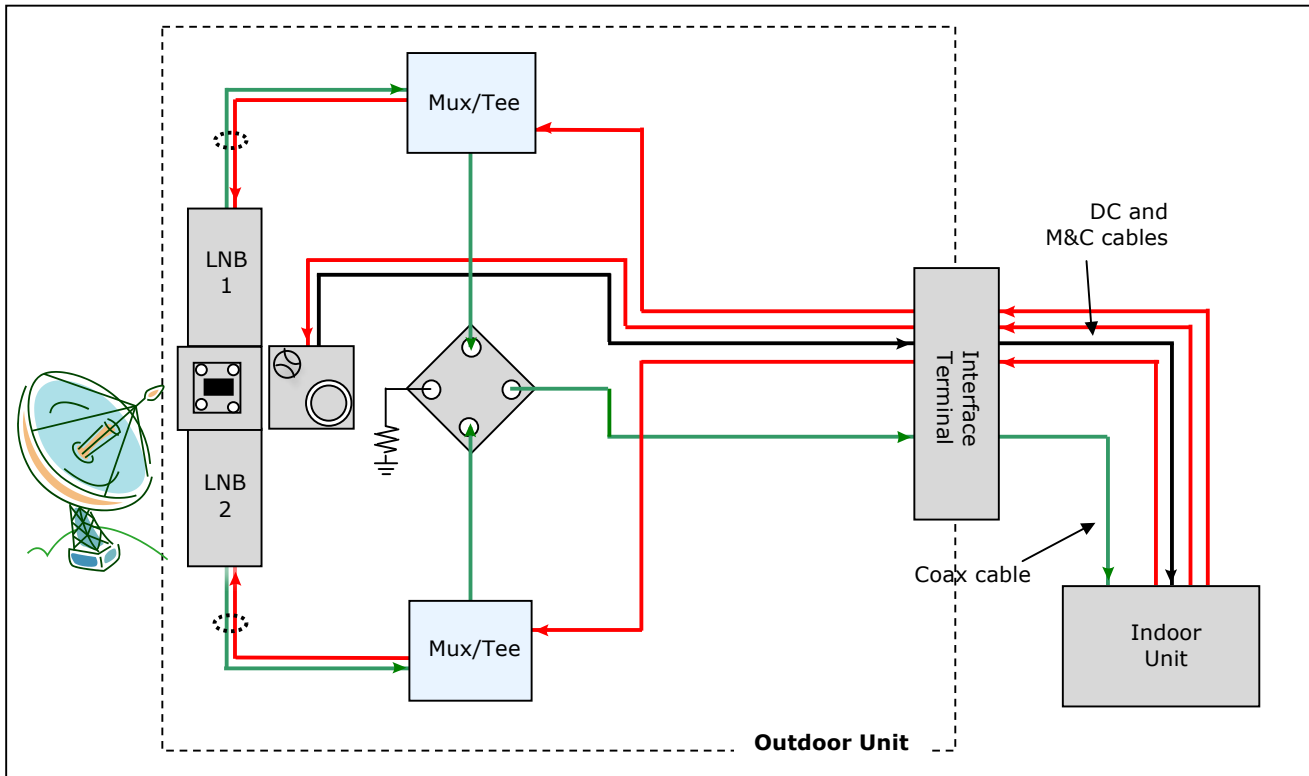 Mux/Tee
DC and
M&C cables
LNB
1
Interface
Terminal
LNB
2
Coax cable
Mux/Tee
Indoor
Unit
Outdoor Unit